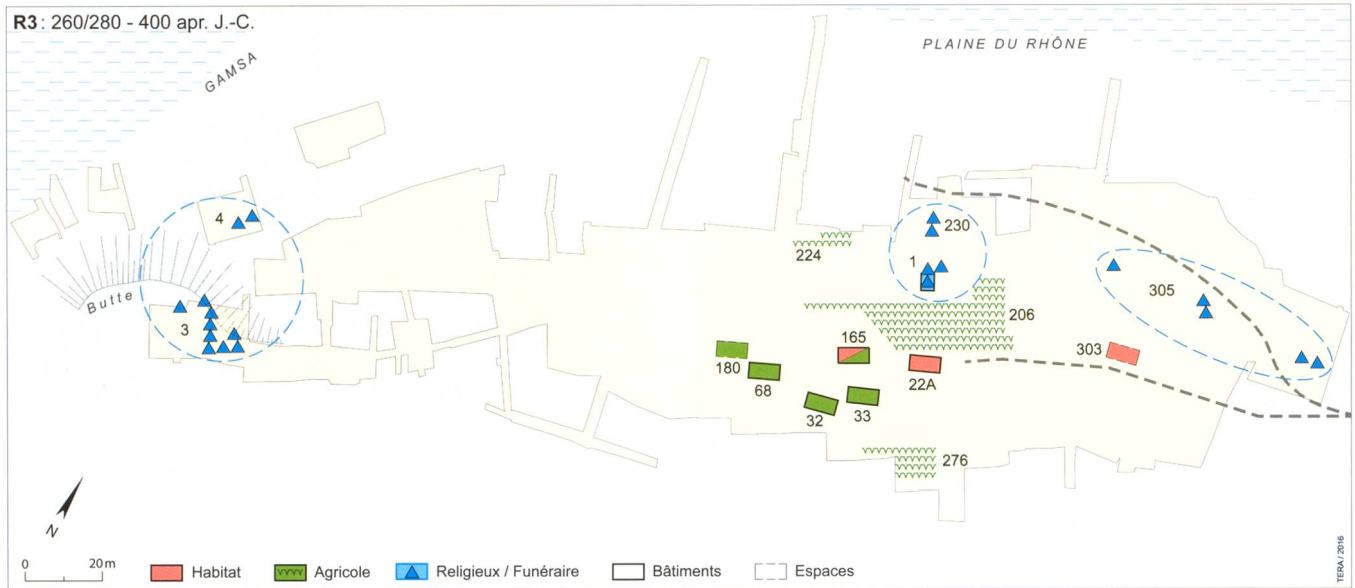 R3 : 260/280 - 400 apr. J.-C.
GAMSA
PLAINE DU RHÔNE
4
230
224
1
305
Butte
3
206
165
303
180
68
22A
32
33
276
N
0 20 m
Habitat
Agricole
Religieux / Funéraire
Bâtiments
Espaces
TERA / 2016